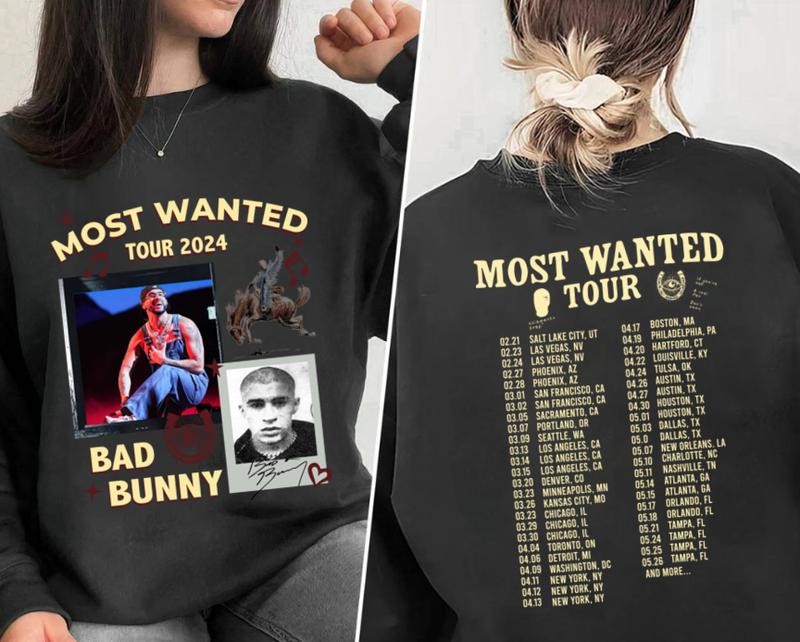 MOST WANTED
TOUR 2024
BAD
BUNNY
Bad Bunny
MOST WANTED
TOUR
02.21 SALT LAKE CITY, UT
02.23 LAS VEGAS, NV
02.24 LAS VEGAS, NV
02.27 PHOENIX, AZ
02.28 PHOENIX, AZ
03.01 SAN FRANCISCO, CA
03.02 SAN FRANCISCO, CA
03.05 SACRAMENTO, CA
03.07 PORTLAND, OR
03.09 SEATTLE, WA
03.13 LOS ANGELES, CA
03.14 LOS ANGELES, CA
03.15 LOS ANGELES, CA
03.20 DENVER, CO
03.23 MINNEAPOLIS, MN
03.26 KANSAS CITY, MO
03.23 CHICAGO, IL
03.29 CHICAGO, IL
03.30 CHICAGO, IL
04.04 TORONTO, ON
04.06 DETROIT, MI
04.09 WASHINGTON, DC
04.11 NEW YORK, NY
04.12 NEW YORK, NY
04.13 NEW YORK, NY
04.17 BOSTON, MA
04.19 PHILADELPHIA, PA
04.20 HARTFORD, CT
04.22 LOUISVILLE, KY
04.24 TULSA, OK
04.26 AUSTIN, TX
04.27 AUSTIN, TX
04.30 HOUSTON, TX
05.01 HOUSTON, TX
05.03 DALLAS, TX
05.0 DALLAS, TX
05.07 NEW ORLEANS, LA
05.10 CHARLOTTE, NC
05.11 NASHVILLE, TN
05.14 ATLANTA, GA
05.15 ATLANTA, GA
05.17 ORLANDO, FL
05.18 ORLANDO, FL
05.21 TAMPA, FL
05.24 TAMPA, FL
05.25 TAMPA, FL
05.26 TAMPA, FL
AND MORE...